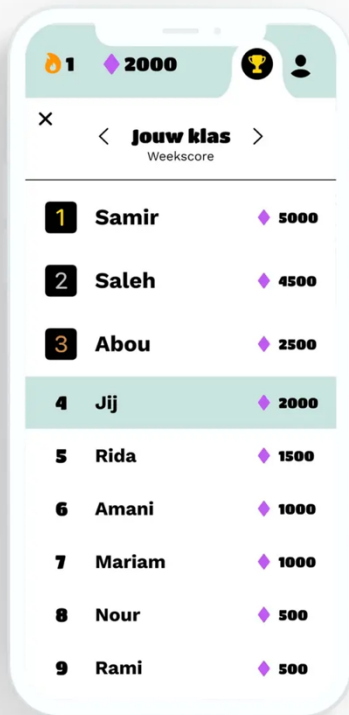 1 2000
Jouw klas
Weekscore
1 Samir 5000
2 Saleh 4500
3 Abou 2500
4 Jij 2000
5 Rida 1500
6 Amani 1000
7 Mariam 1000
8 Nour 500
9 Rami 500